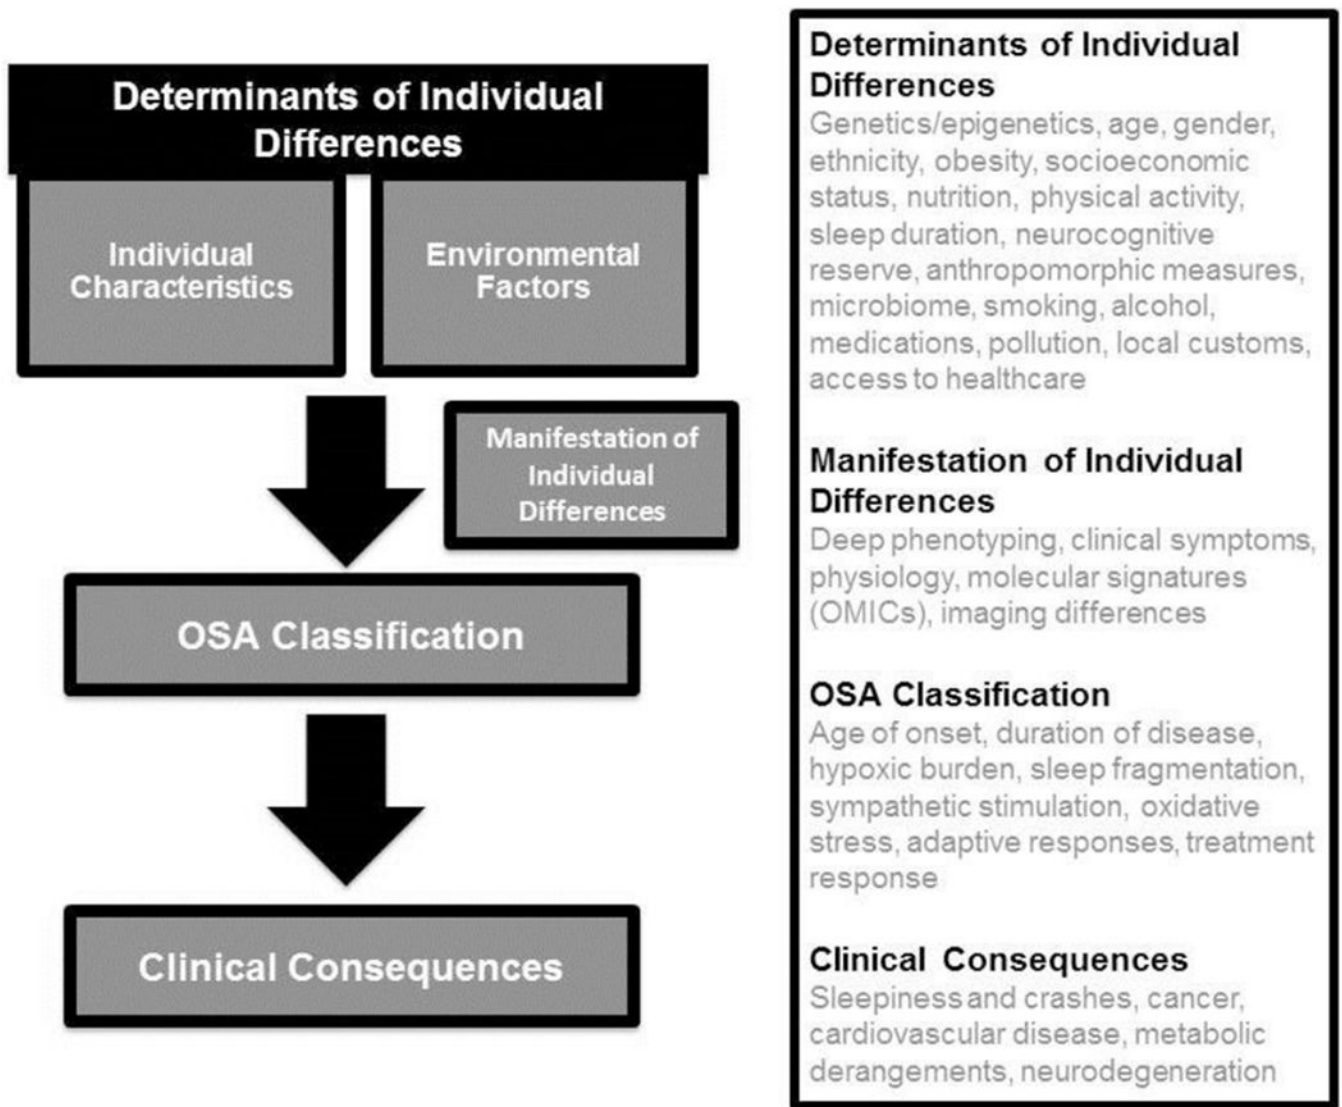 Determinants of Individual
Differences
Individual
Characteristics
Environmental
Factors
Manifestation of
Individual
Differences
OSA Classification
Clinical Consequences
Determinants of Individual
Differences
Genetics/epigenetics, age, gender,
ethnicity, obesity, socioeconomic
status, nutrition, physical activity,
sleep duration, neurocognitive
reserve, anthropomorphic measures,
microbiome, smoking, alcohol,
medications, pollution, local customs,
access to healthcare
Manifestation of Individual
Differences
Deep phenotyping, clinical symptoms,
physiology, molecular signatures
(OMICs), imaging differences
OSA Classification
Age of onset, duration of disease,
hypoxic burden, sleep fragmentation,
sympathetic stimulation, oxidative
stress, adaptive responses, treatment
response
Clinical Consequences
Sleepiness and crashes, cancer,
cardiovascular disease, metabolic
derangements, neurodegeneration